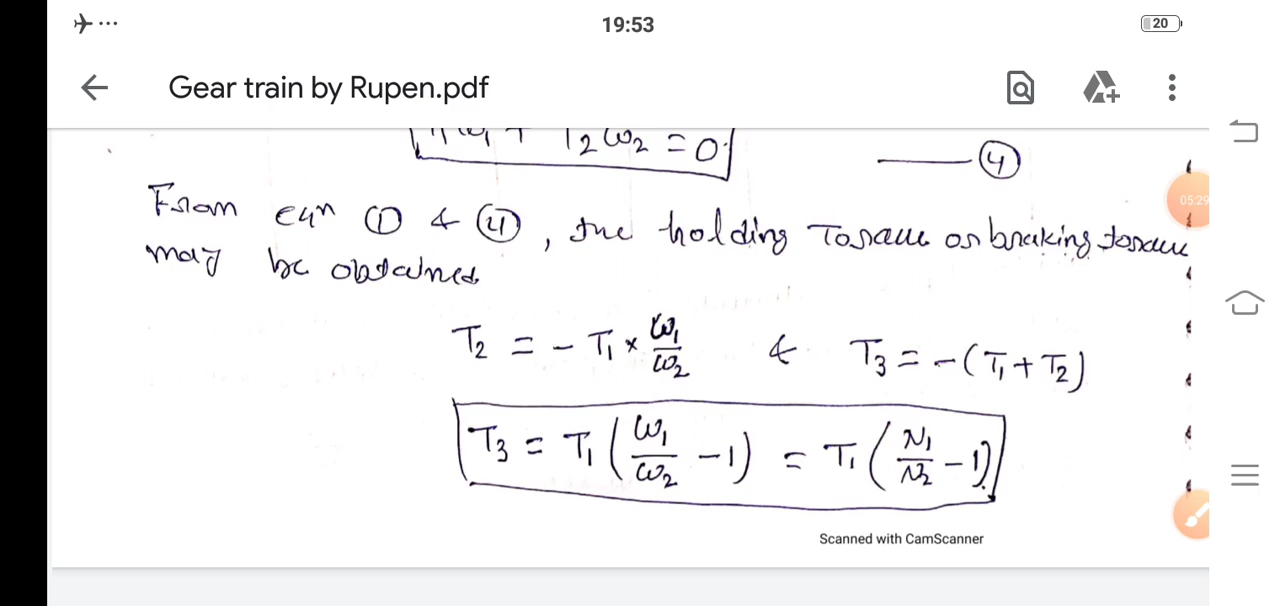 19:53
20
Gear train by Rupen.pdf
T₂ω₂ = 0
④
05:29
From eqn ① & ④, the holding Torque or braking torque
may be obtained
T₂ = - T₁ × ω₁/ω₂ & T₃ = -(T₁ + T₂)
T₃ = T₁ (ω₁/ω₂ - 1) = T₁ (N₁/N₂ - 1)
Scanned with CamScanner